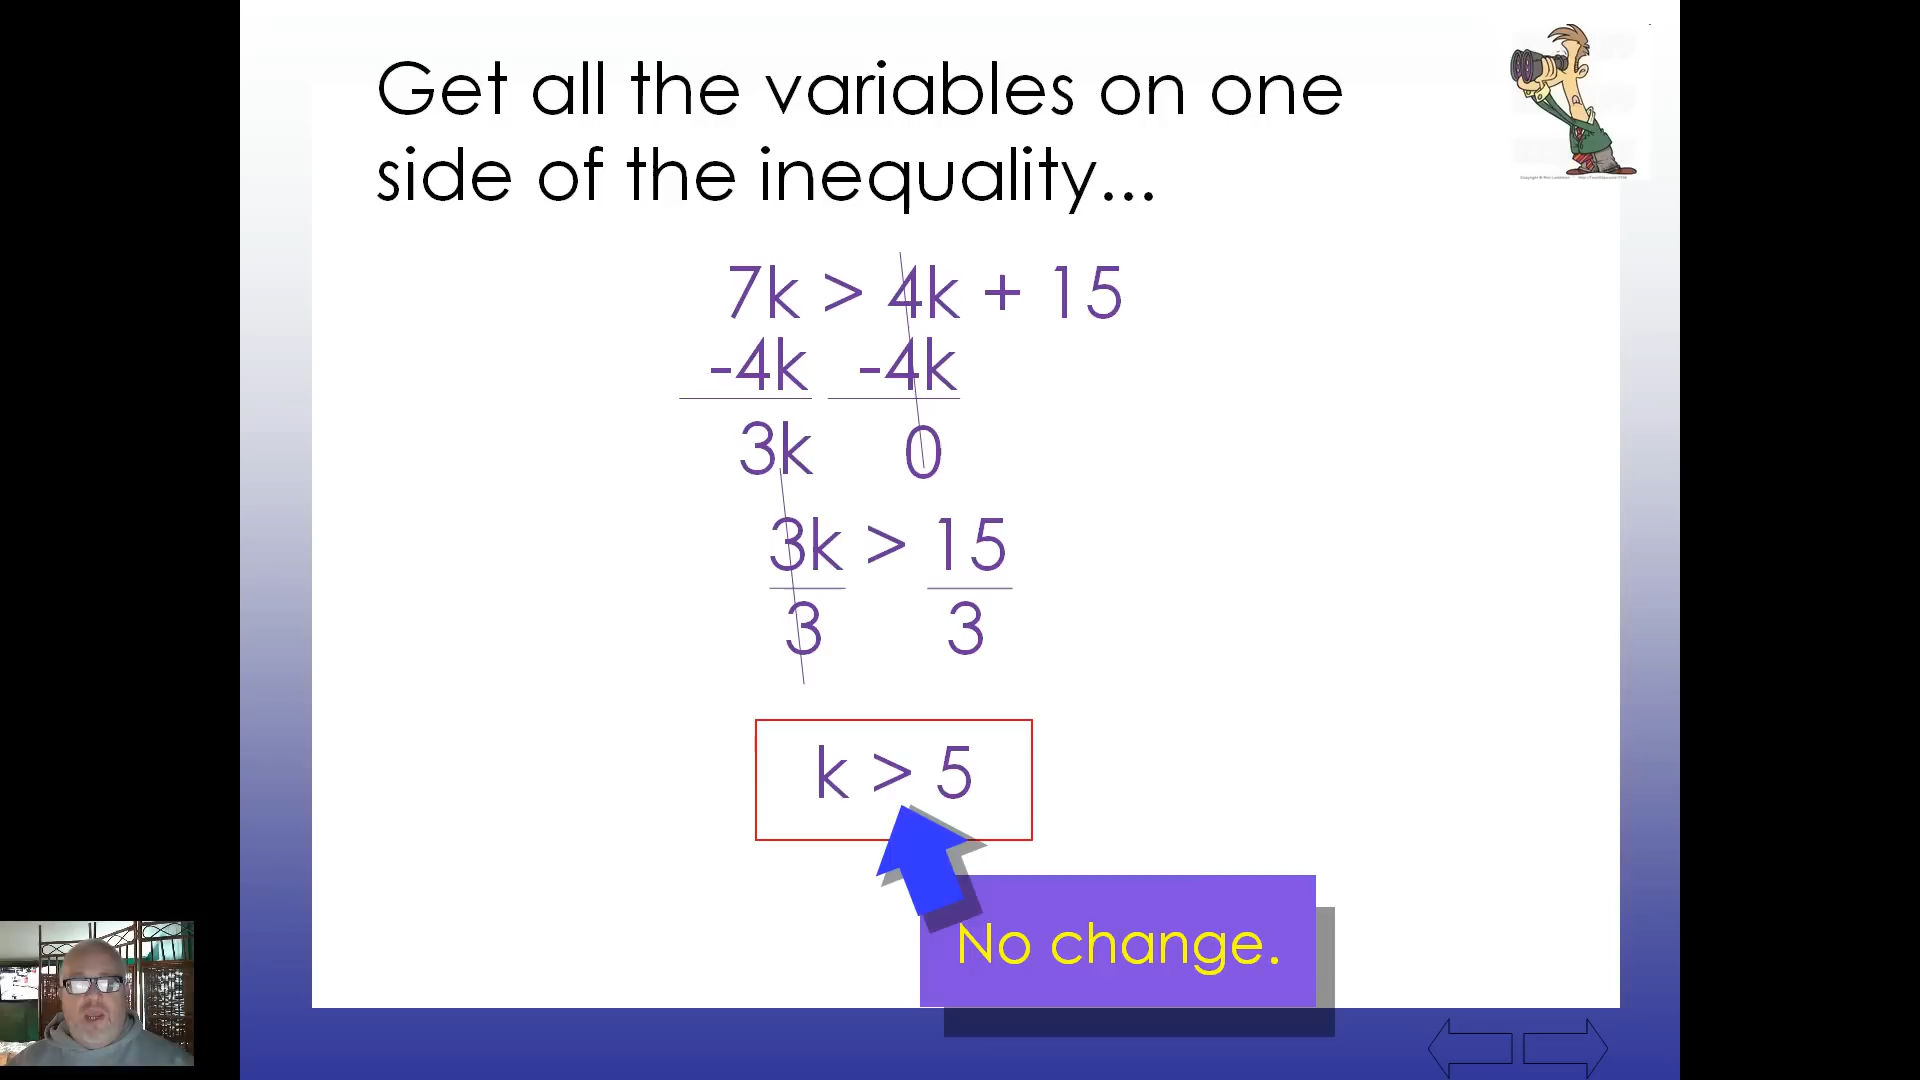 Get all the variables on one
side of the inequality...
7k > 4k + 15
-4k -4k
3k 0
3k > 15
3 3
k > 5
No change.